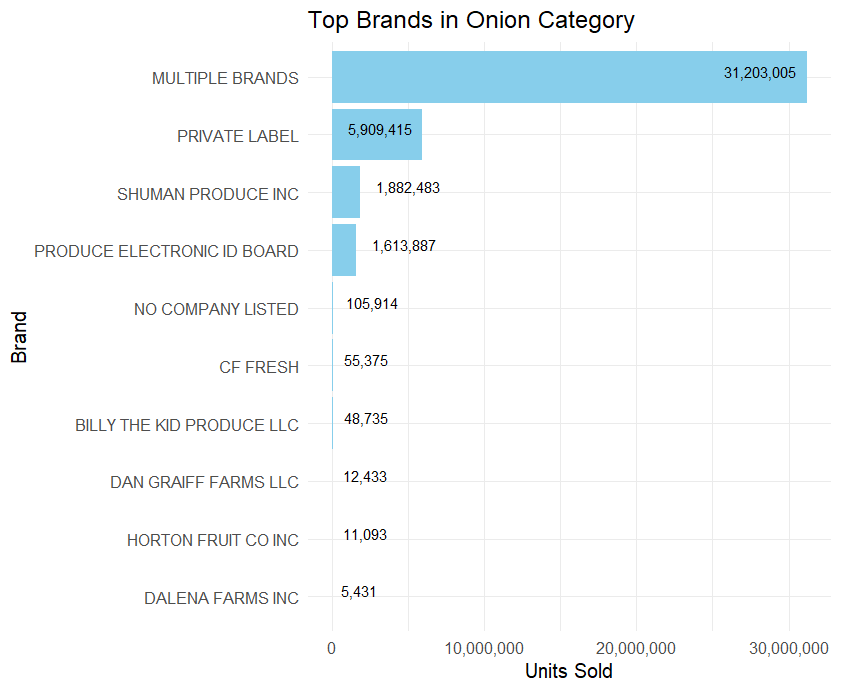 Top Brands in Onion Category
MULTIPLE BRANDS 31,203,005
PRIVATE LABEL 5,909,415
SHUMAN PRODUCE INC 1,882,483
PRODUCE ELECTRONIC ID BOARD 1,613,887
NO COMPANY LISTED 105,914
CF FRESH 55,375
BILLY THE KID PRODUCE LLC 48,735
DAN GRAIFF FARMS LLC 12,433
HORTON FRUIT CO INC 11,093
DALENA FARMS INC 5,431
Brand
0 10,000,000 20,000,000 30,000,000
Units Sold